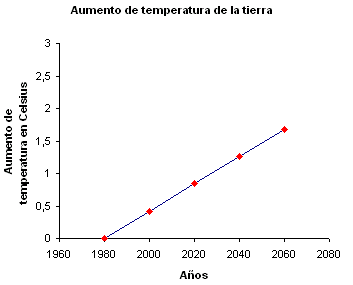 Aumento de temperatura de la tierra
Aumento de
temperatura en Celsius
3
2,5
2
1,5
1
0,5
0
1960 1980 2000 2020 2040 2060 2080
Años